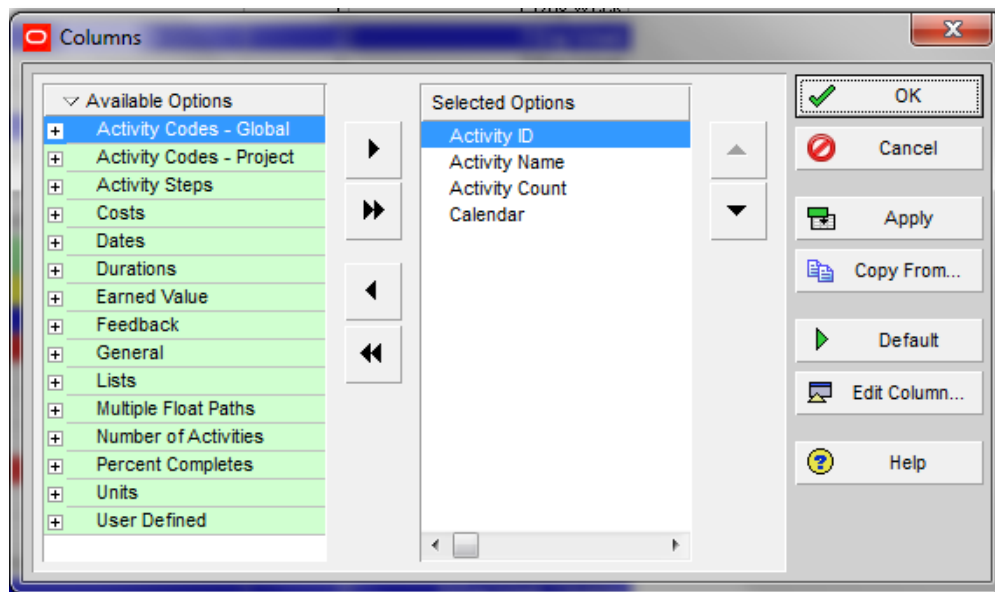 Columns
Available Options
Activity Codes - Global
Activity Codes - Project
Activity Steps
Costs
Dates
Durations
Earned Value
Feedback
General
Lists
Multiple Float Paths
Number of Activities
Percent Completes
Units
User Defined
Selected Options
Activity ID
Activity Name
Activity Count
Calendar
OK
Cancel
Apply
Copy From...
Default
Edit Column...
Help